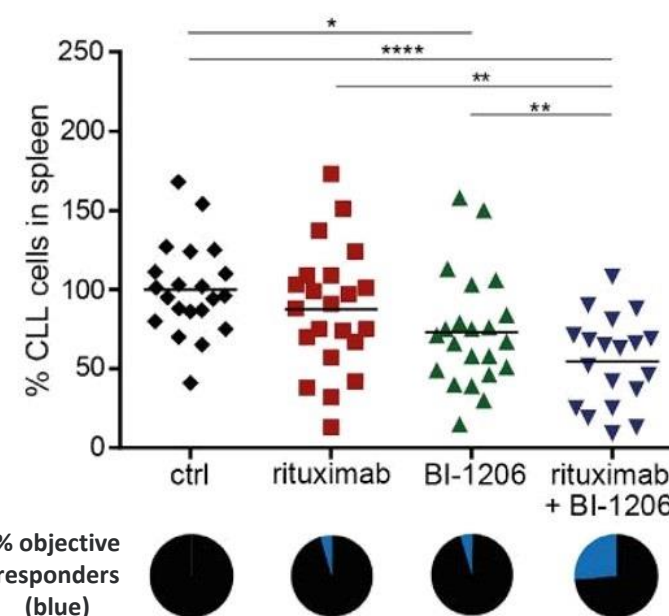 *
****
**
**
250
200
150
100
50
0
% CLL cells in spleen
ctrl rituximab BI-1206 rituximab
+ BI-1206
% objective
responders
(blue)